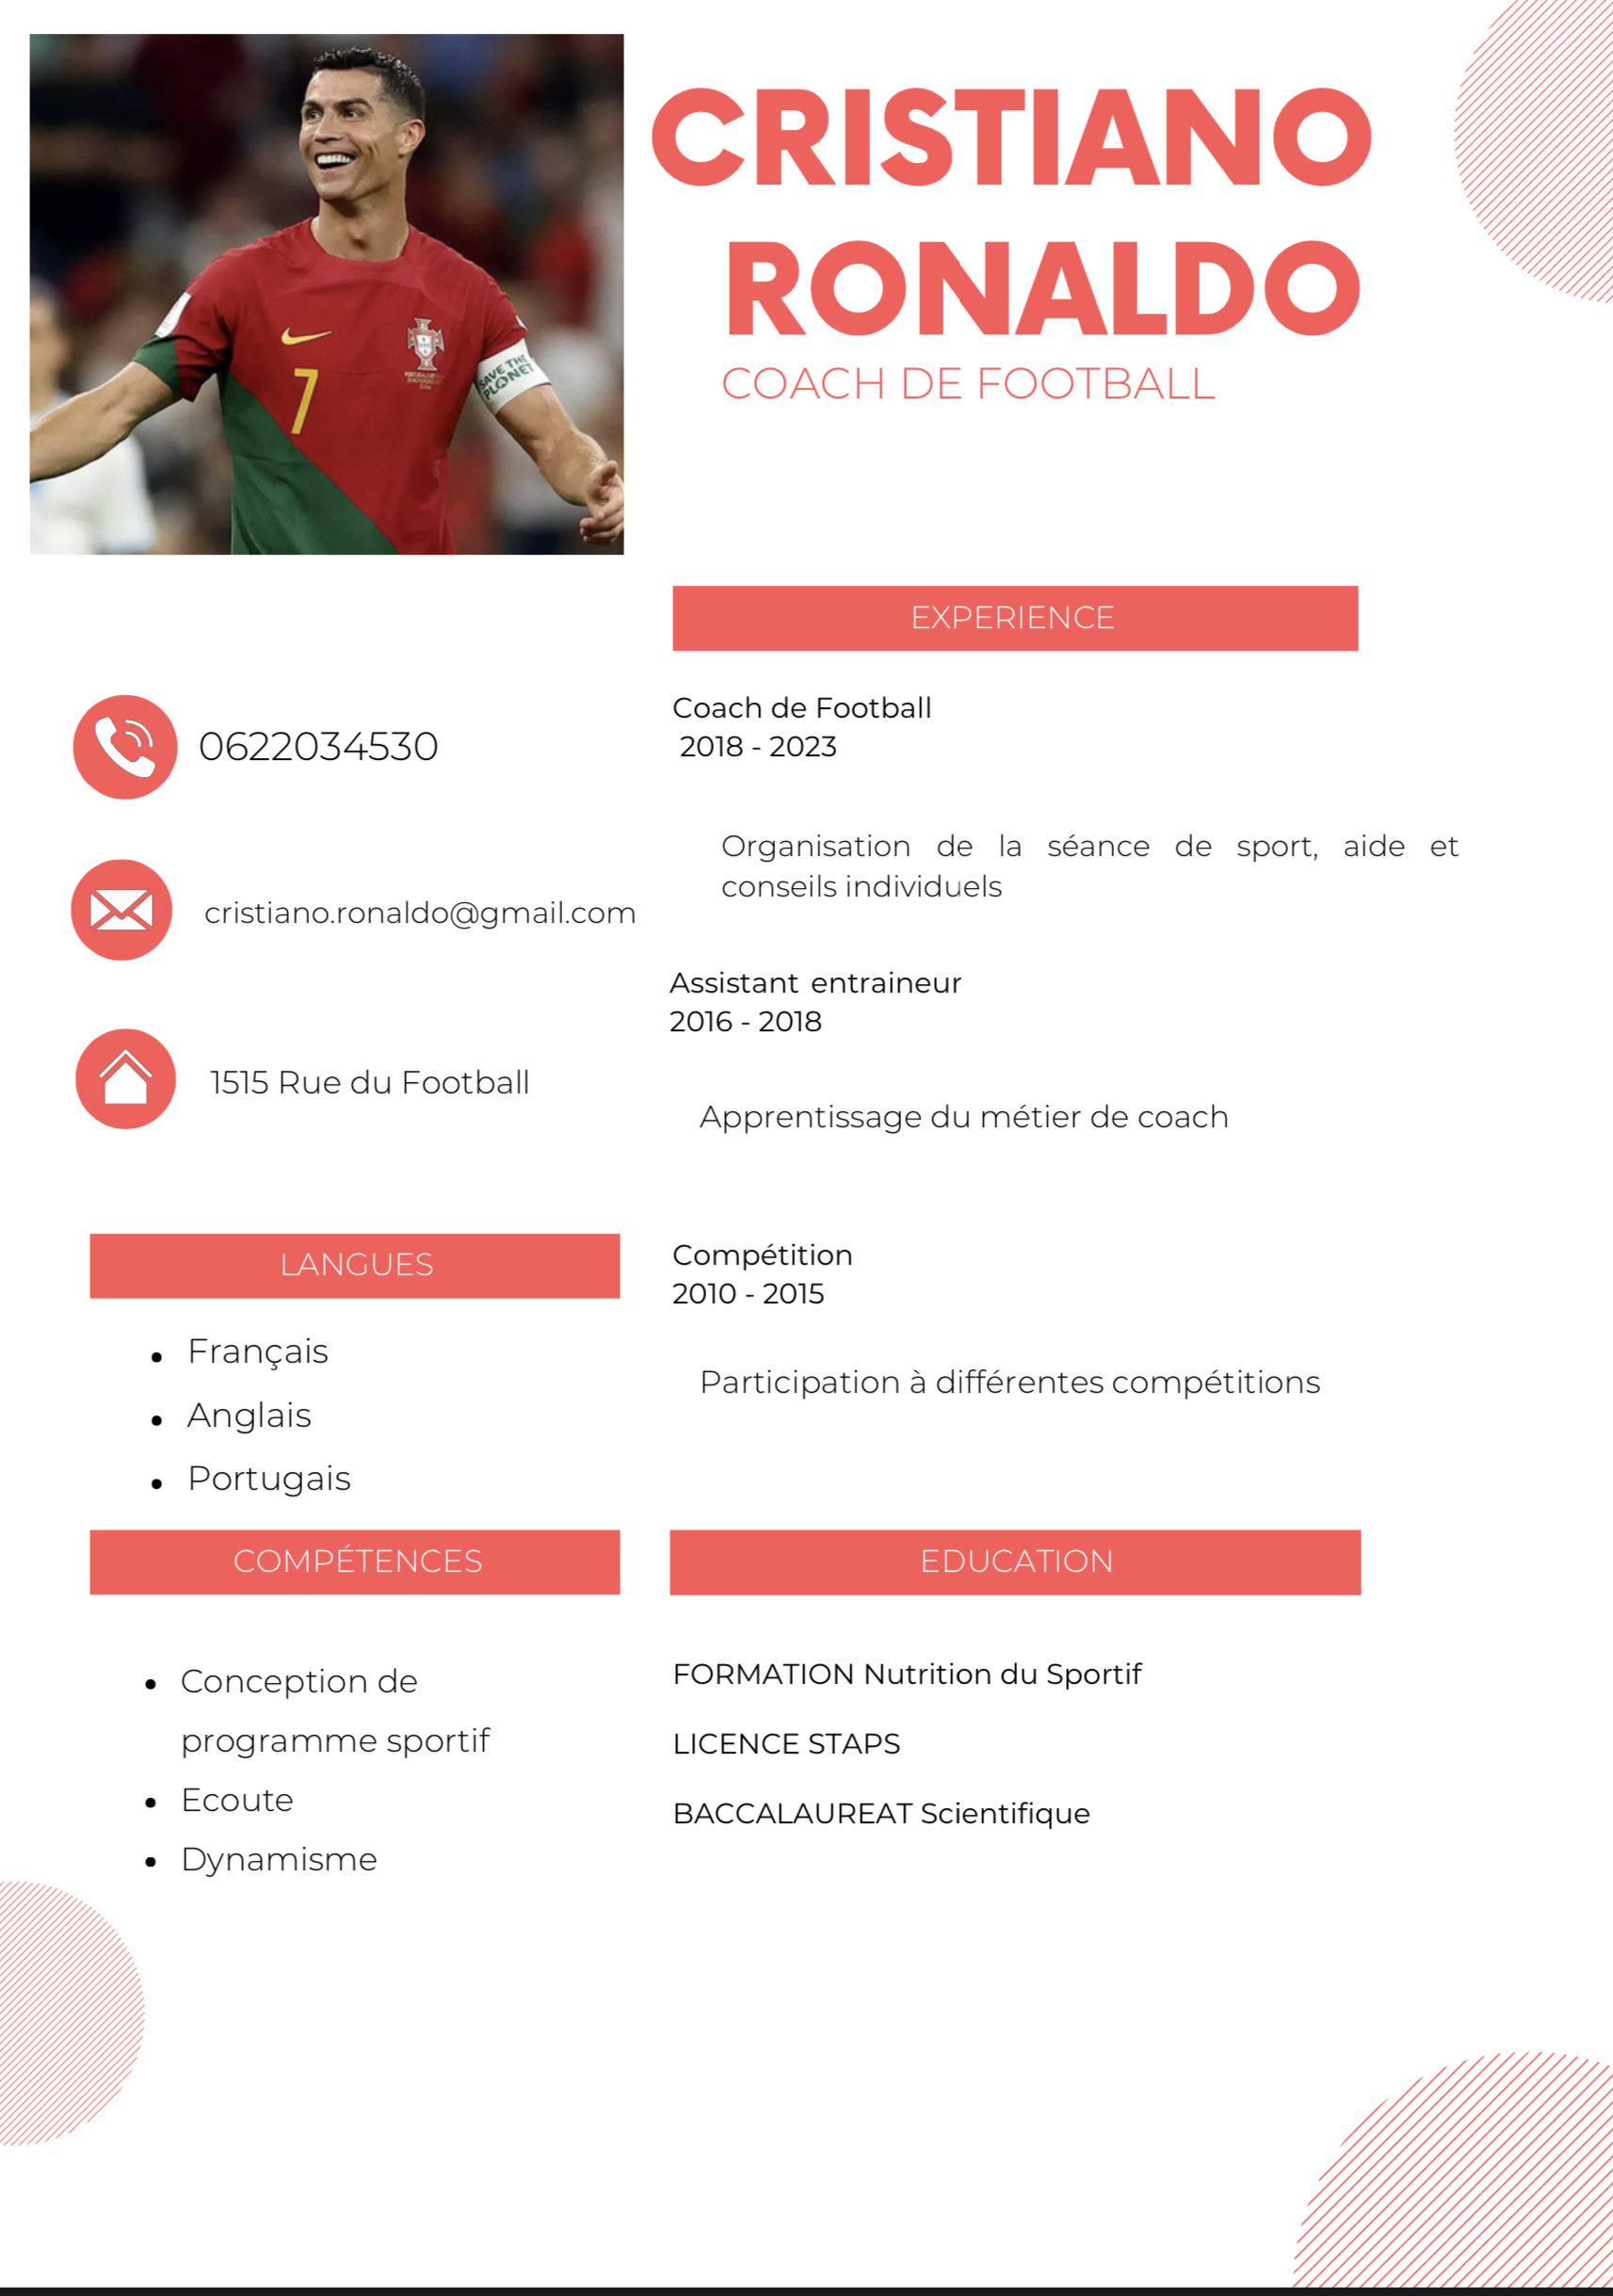 CRISTIANO
RONALDO
COACH DE FOOTBALL
7
SAVE THE
PLANET
0622034530
cristiano.ronaldo@gmail.com
1515 Rue du Football
LANGUES
Français
Anglais
Portugais
COMPÉTENCES
Conception de
programme sportif
Ecoute
Dynamisme
EXPERIENCE
Coach de Football
2018 - 2023
Organisation de la séance de sport, aide et
conseils individuels
Assistant entraineur
2016 - 2018
Apprentissage du métier de coach
Compétition
2010 - 2015
Participation à différentes compétitions
EDUCATION
FORMATION Nutrition du Sportif
LICENCE STAPS
BACCALAUREAT Scientifique